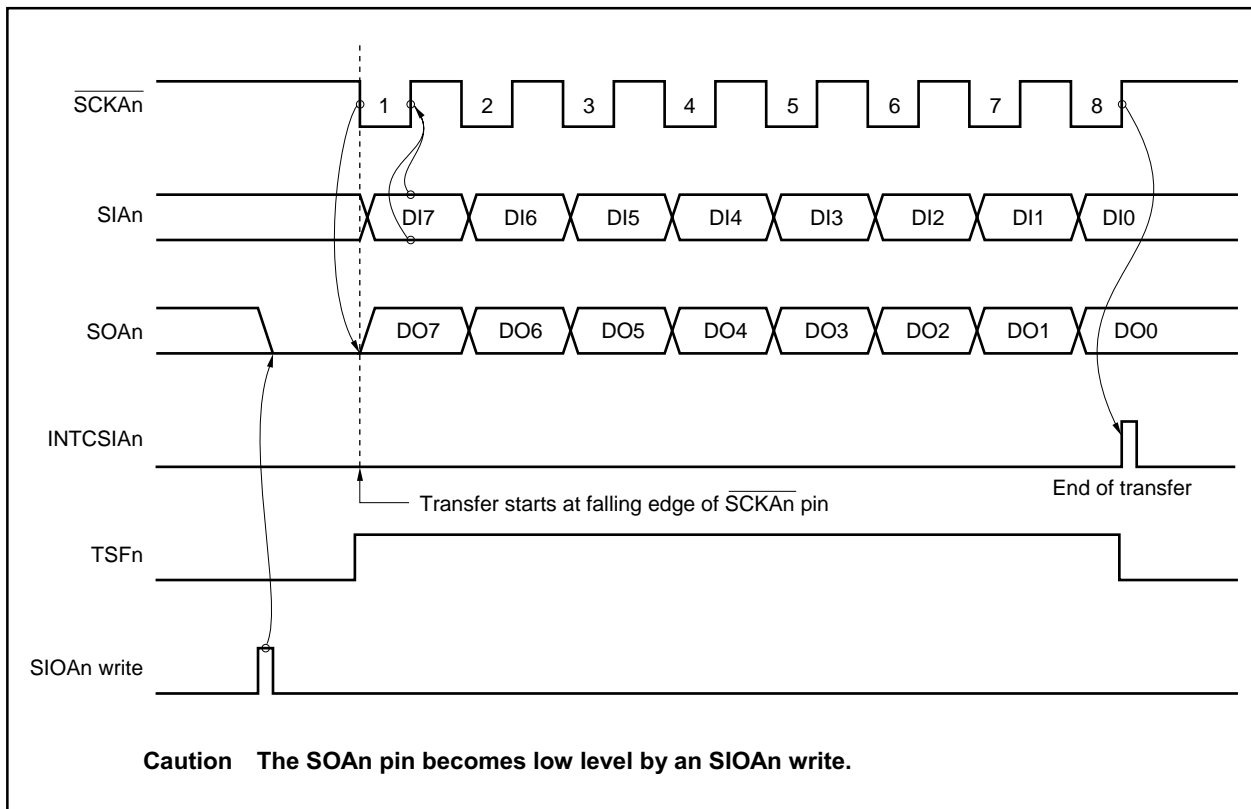 SCKAn
1 2 3 4 5 6 7 8
SIAn
DI7 DI6 DI5 DI4 DI3 DI2 DI1 DI0
SOAn
DO7 DO6 DO5 DO4 DO3 DO2 DO1 DO0
INTCSIAn
Transfer starts at falling edge of SCKAn pin
End of transfer
TSFn
SIOAn write
Caution The SOAn pin becomes low level by an SIOAn write.